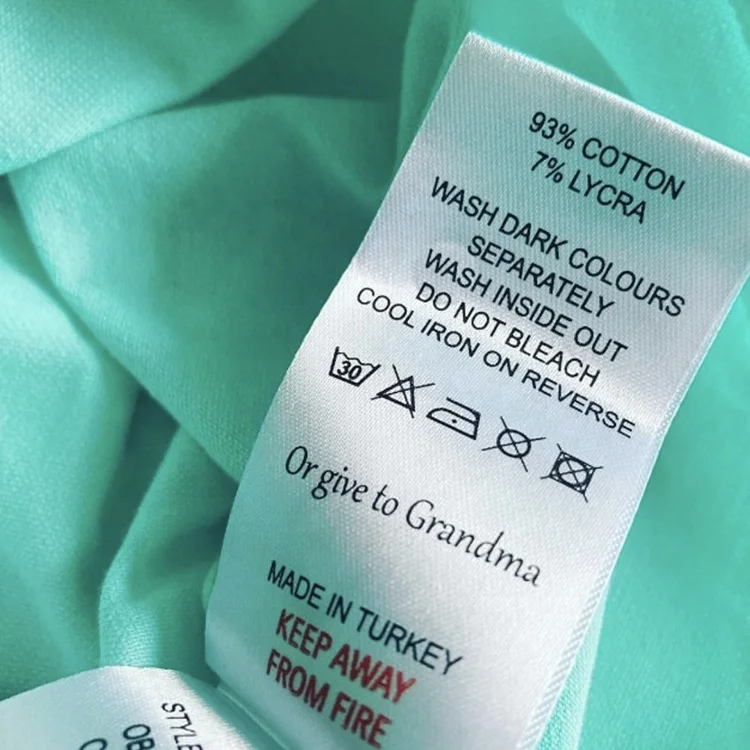 93% COTTON
7% LYCRA
WASH DARK COLOURS
SEPARATELY
WASH INSIDE OUT
DO NOT BLEACH
COOL IRON ON REVERSE
30
Or give to Grandma
MADE IN TURKEY
KEEP AWAY
FROM FIRE
STYLE